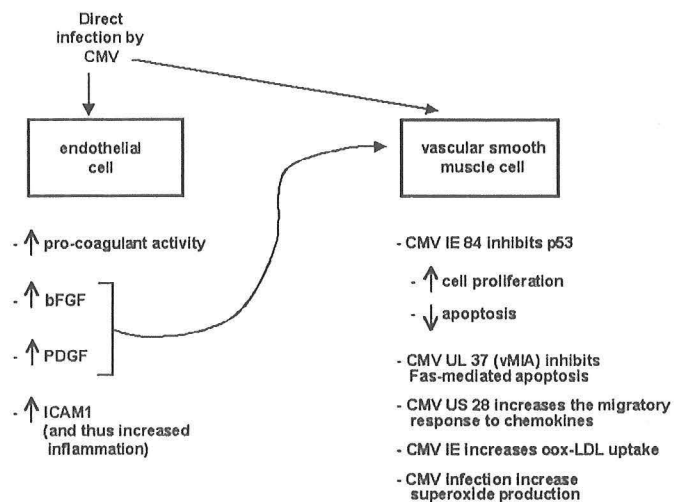 Direct
infection by
CMV
endothelial
cell
vascular smooth
muscle cell
- ↑ pro-coagulant activity
- ↑ bFGF
- ↑ PDGF
- ↑ ICAM1
(and thus increased
inflammation)
- CMV IE 84 inhibits p53
- ↑ cell proliferation
- ↓ apoptosis
- CMV UL 37 (vMIA) inhibits
Fas-mediated apoptosis
- CMV US 28 increases the migratory
response to chemokines
- CMV IE increases oox-LDL uptake
- CMV infection increase
superoxide production